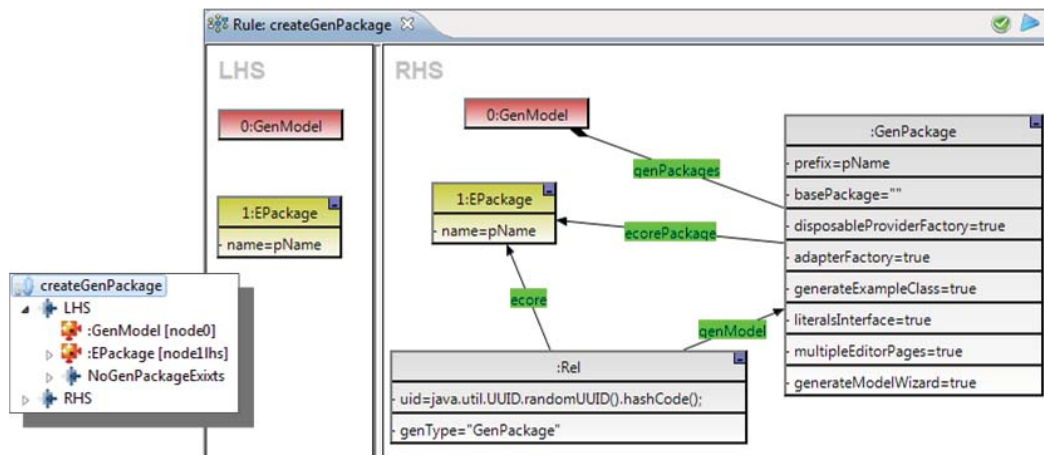 Rule: createGenPackage
LHS
RHS
0:GenModel
1:EPackage
name=pName
0:GenModel
genPackages
1:EPackage
name=pName
ecorePackage
ecore
genModel
:GenPackage
prefix=pName
basePackage=""
disposableProviderFactory=true
adapterFactory=true
generateExampleClass=true
literalsInterface=true
multipleEditorPages=true
generateModelWizard=true
:Rel
uid=java.util.UUID.randomUUID().hashCode();
genType="GenPackage"
createGenPackage
LHS
:GenModel [node0]
:EPackage [node1lhs]
NoGenPackageExixts
RHS